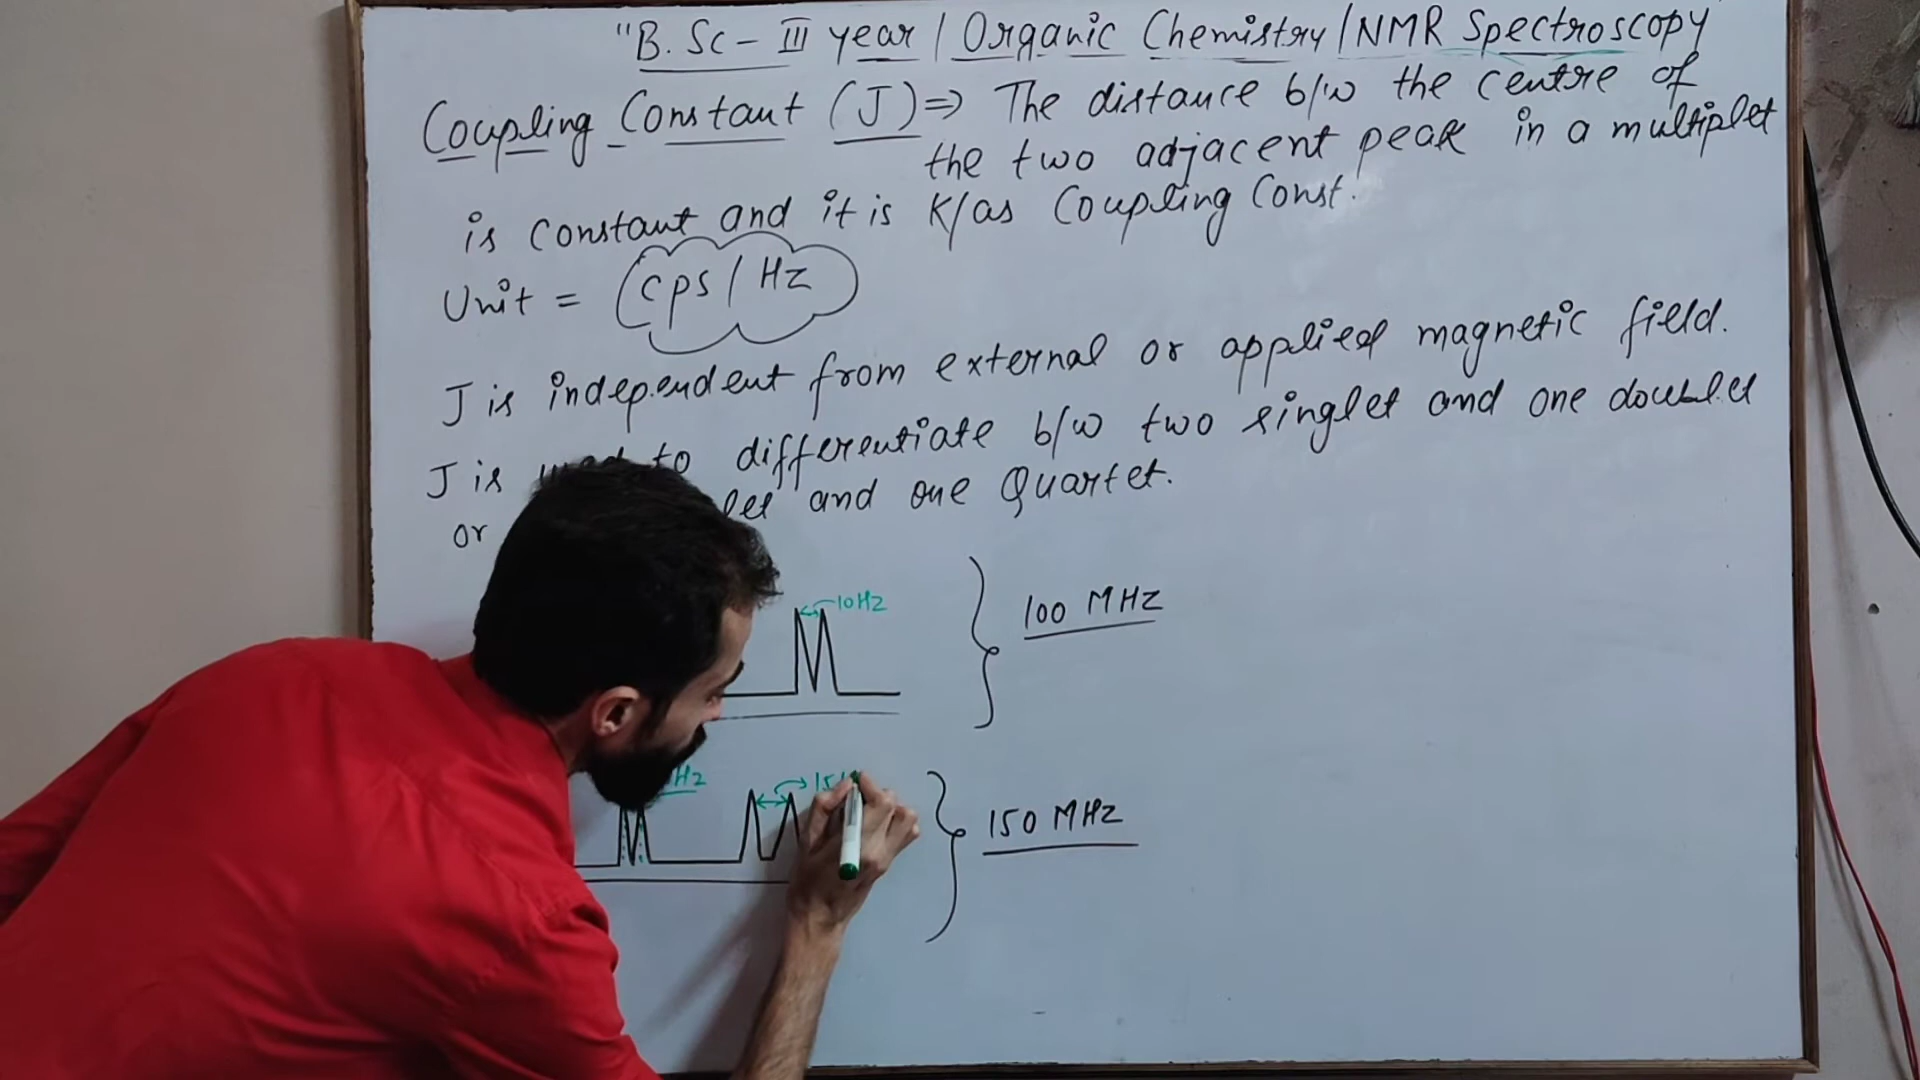 "B. Sc - III year / Organic Chemistry / NMR Spectroscopy
Coupling Constant (J) ⇒ The distance b/w the centre of
the two adjacent peak in a multiplet
is constant and it is K/as Coupling Const.
Unit = (cps / Hz)
J is independent from external or applied magnetic field.
J is to differentiate b/w two singlet and one doublet
or and one Quartet.
10Hz
100 MHz
Hz
15
150 MHz